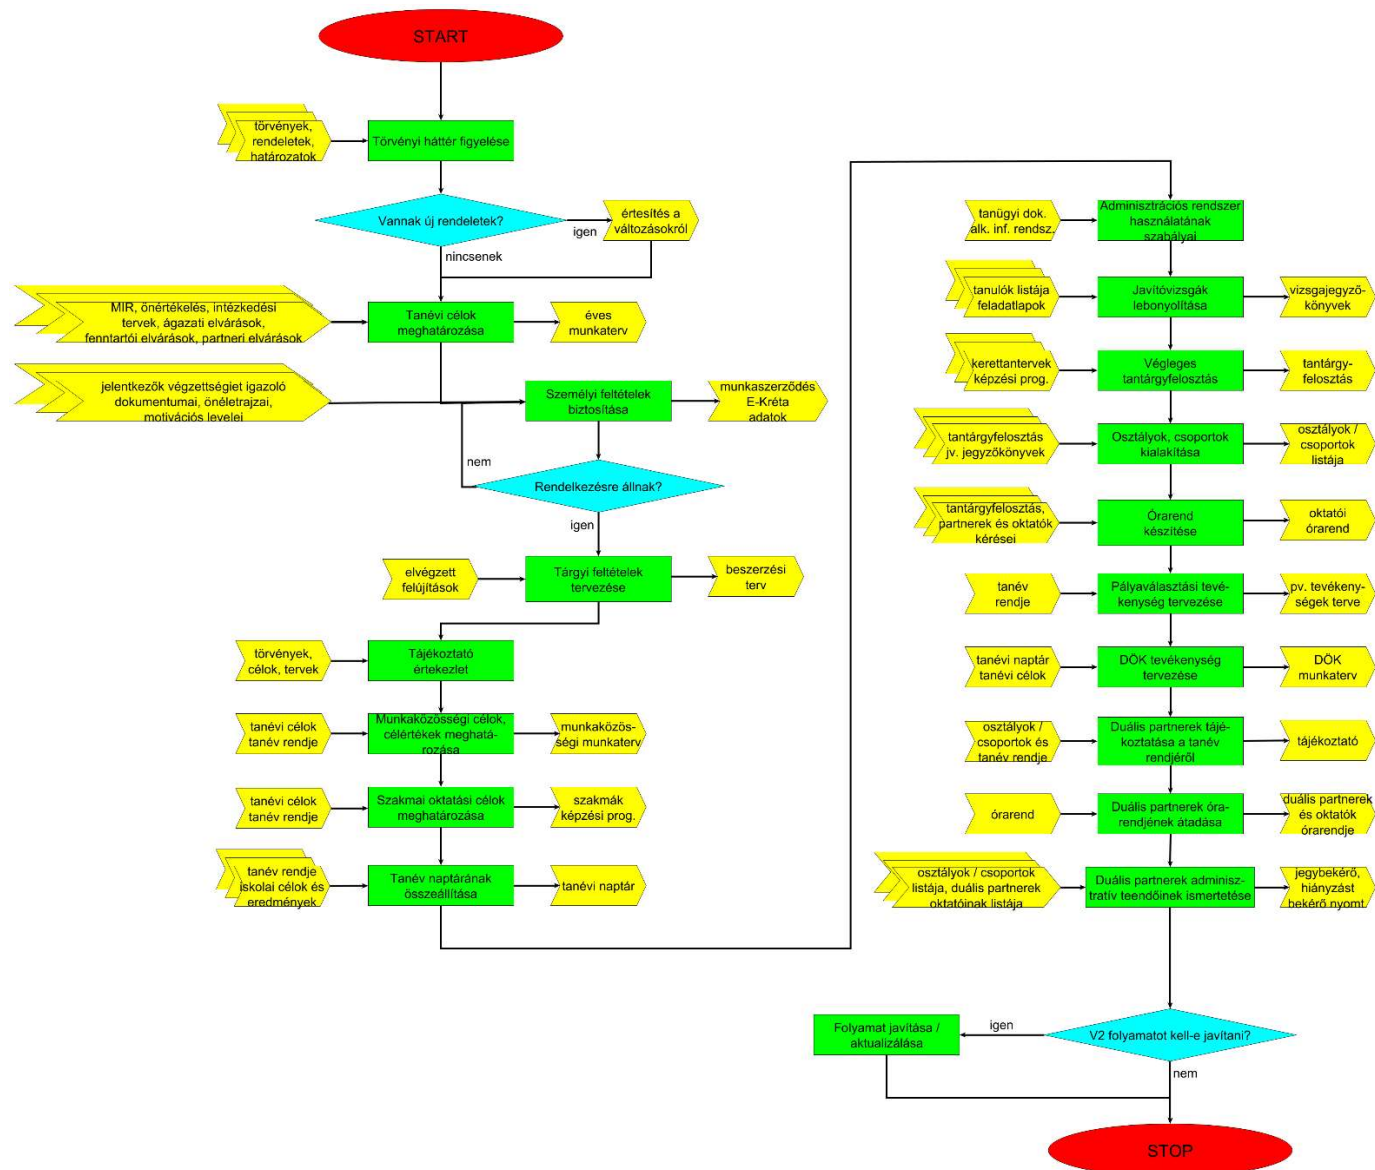 START
törvények,
rendeletek,
határozatok
Törvényi háttér figyelése
Vannak új rendeletek?
igen
értesítés a
változásokról
nincsenek
MIR, önértékelés, intézkedési
tervek, ágazati elvárások,
fenntartói elvárások, partneri elvárások
Tanévi célok
meghatározása
éves
munkaterv
jelentkezők végzettségiet igazoló
dokumentumai, önéletrajzai,
motivációs levelei
Személyi feltételek
biztosítása
munkaszerződés
E-Kréta
adatok
nem
Rendelkezésre állnak?
igen
elvégzett
felújítások
Tárgyi feltételek
tervezése
beszerzési
terv
törvények,
célok, tervek
Tájékoztató
értekezlet
tanévi célok
tanév rendje
Munkaközösségi célok,
célértékek meghatá-
rozása
munkaközös-
ségi munkaterv
tanévi célok
tanév rendje
Szakmai oktatási célok
meghatározása
szakmák
képzési prog.
tanév rendje
iskolai célok és
eredmények
Tanév naptárának
összeállítása
tanévi naptár
tanügyi dok.
alk. inf. rendsz.
Adminisztrációs rendszer
használatának
szabályai
tanulók listája
feladatlapok
Javítóvizsgák
lebonyolítása
vizsgajegyző-
könyvek
kerettantervek
képzési prog.
Végleges
tantárgyfelosztás
tantárgy-
felosztás
tantárgyfelosztás
jv. jegyzőkönyvek
Osztályok, csoportok
kialakítása
osztályok /
csoportok
listája
tantárgyfelosztás,
partnerek és oktatók
kérései
Órarend
készítése
oktatói
órarend
tanév
rendje
Pályaválasztási tevé-
kenység tervezése
pv. tevékeny-
ségek terve
tanévi naptár
tanévi célok
DÖK tevékenység
tervezése
DÖK
munkaterv
osztályok /
csoportok és
tanév rendje
Duális partnerek tájé-
koztatása a tanév
rendjéről
tájékoztató
órarend
Duális partnerek óra-
rendjének átadása
duális partnerek
és oktatók
órarendje
osztályok / csoportok
listája, duális partnerek
oktatóinak listája
Duális partnerek adminisz-
tratív teendőinek ismertetése
jegybekérő,
hiányzást
bekérő nyomt.
V2 folyamatot kell-e javítani?
igen
Folyamat javítása /
aktualizálása
nem
STOP